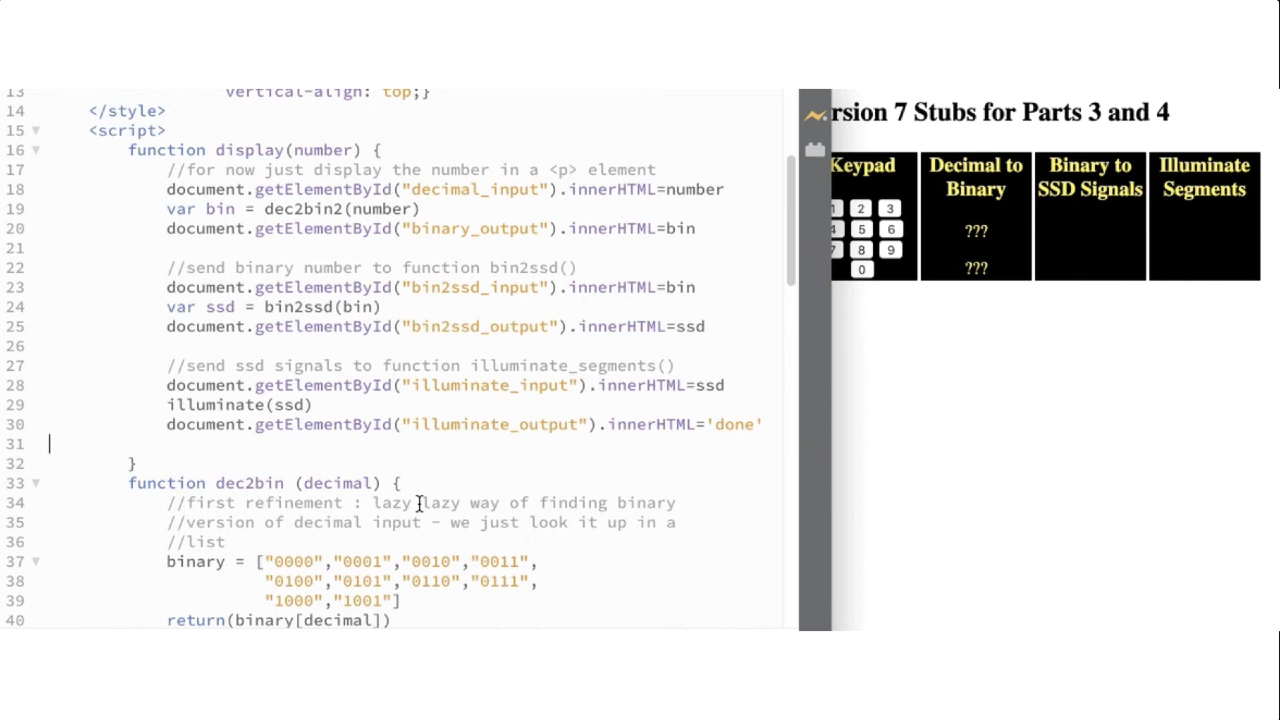 13 vertical-align: top;}
14 </style>
15 <script>
16 function display(number) {
17 //for now just display the number in a <p> element
18 document.getElementById("decimal_input").innerHTML=number
19 var bin = dec2bin2(number)
20 document.getElementById("binary_output").innerHTML=bin
21
22 //send binary number to function bin2ssd()
23 document.getElementById("bin2ssd_input").innerHTML=bin
24 var ssd = bin2ssd(bin)
25 document.getElementById("bin2ssd_output").innerHTML=ssd
26
27 //send ssd signals to function illuminate_segments()
28 document.getElementById("illuminate_input").innerHTML=ssd
29 illuminate(ssd)
30 document.getElementById("illuminate_output").innerHTML='done'
31
32 }
33 function dec2bin (decimal) {
34 //first refinement : lazy lazy way of finding binary
35 //version of decimal input - we just look it up in a
36 //list
37 binary = ["0000","0001","0010","0011",
38 "0100","0101","0110","0111",
39 "1000","1001"]
40 return(binary[decimal])
rsion 7 Stubs for Parts 3 and 4
Keypad
1 2 3
4 5 6
7 8 9
0
Decimal to
Binary
???
???
Binary to
SSD Signals
Illuminate
Segments